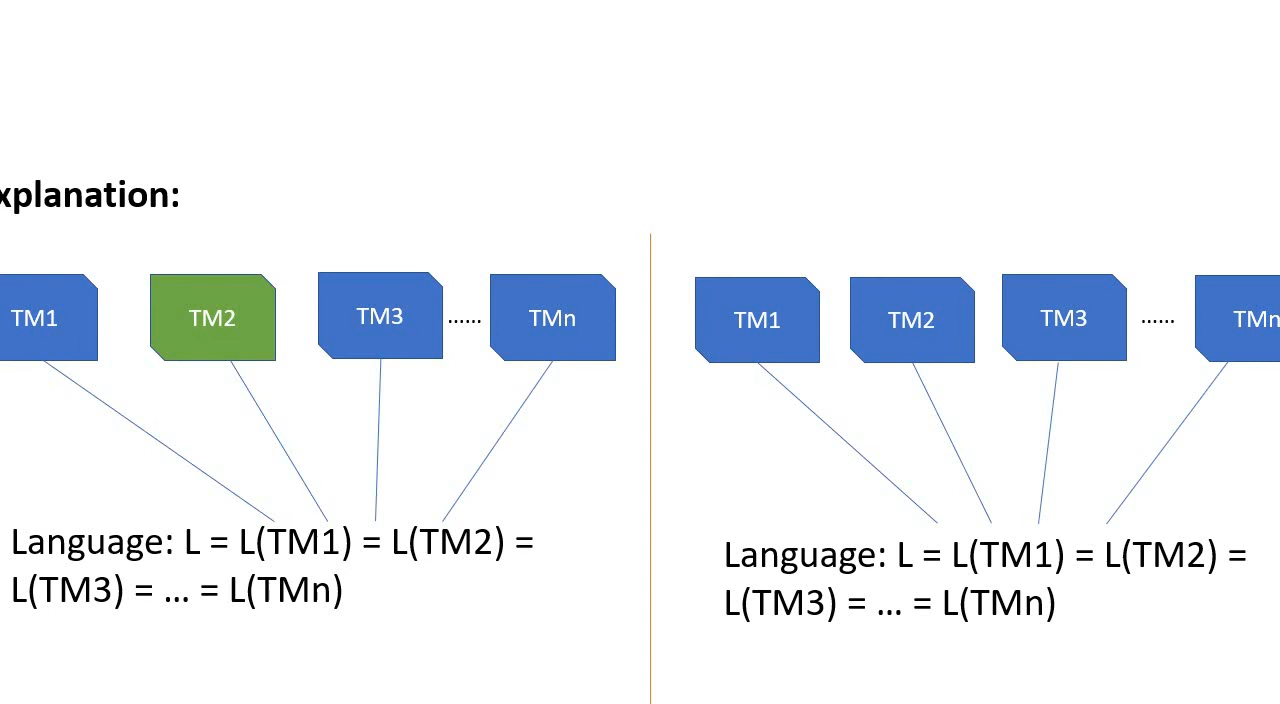 xplanation:
TM1 TM2 TM3 ...... TMn
TM1 TM2 TM3 ...... TMn
Language: L = L(TM1) = L(TM2) =
L(TM3) = ... = L(TMn)
Language: L = L(TM1) = L(TM2) =
L(TM3) = ... = L(TMn)